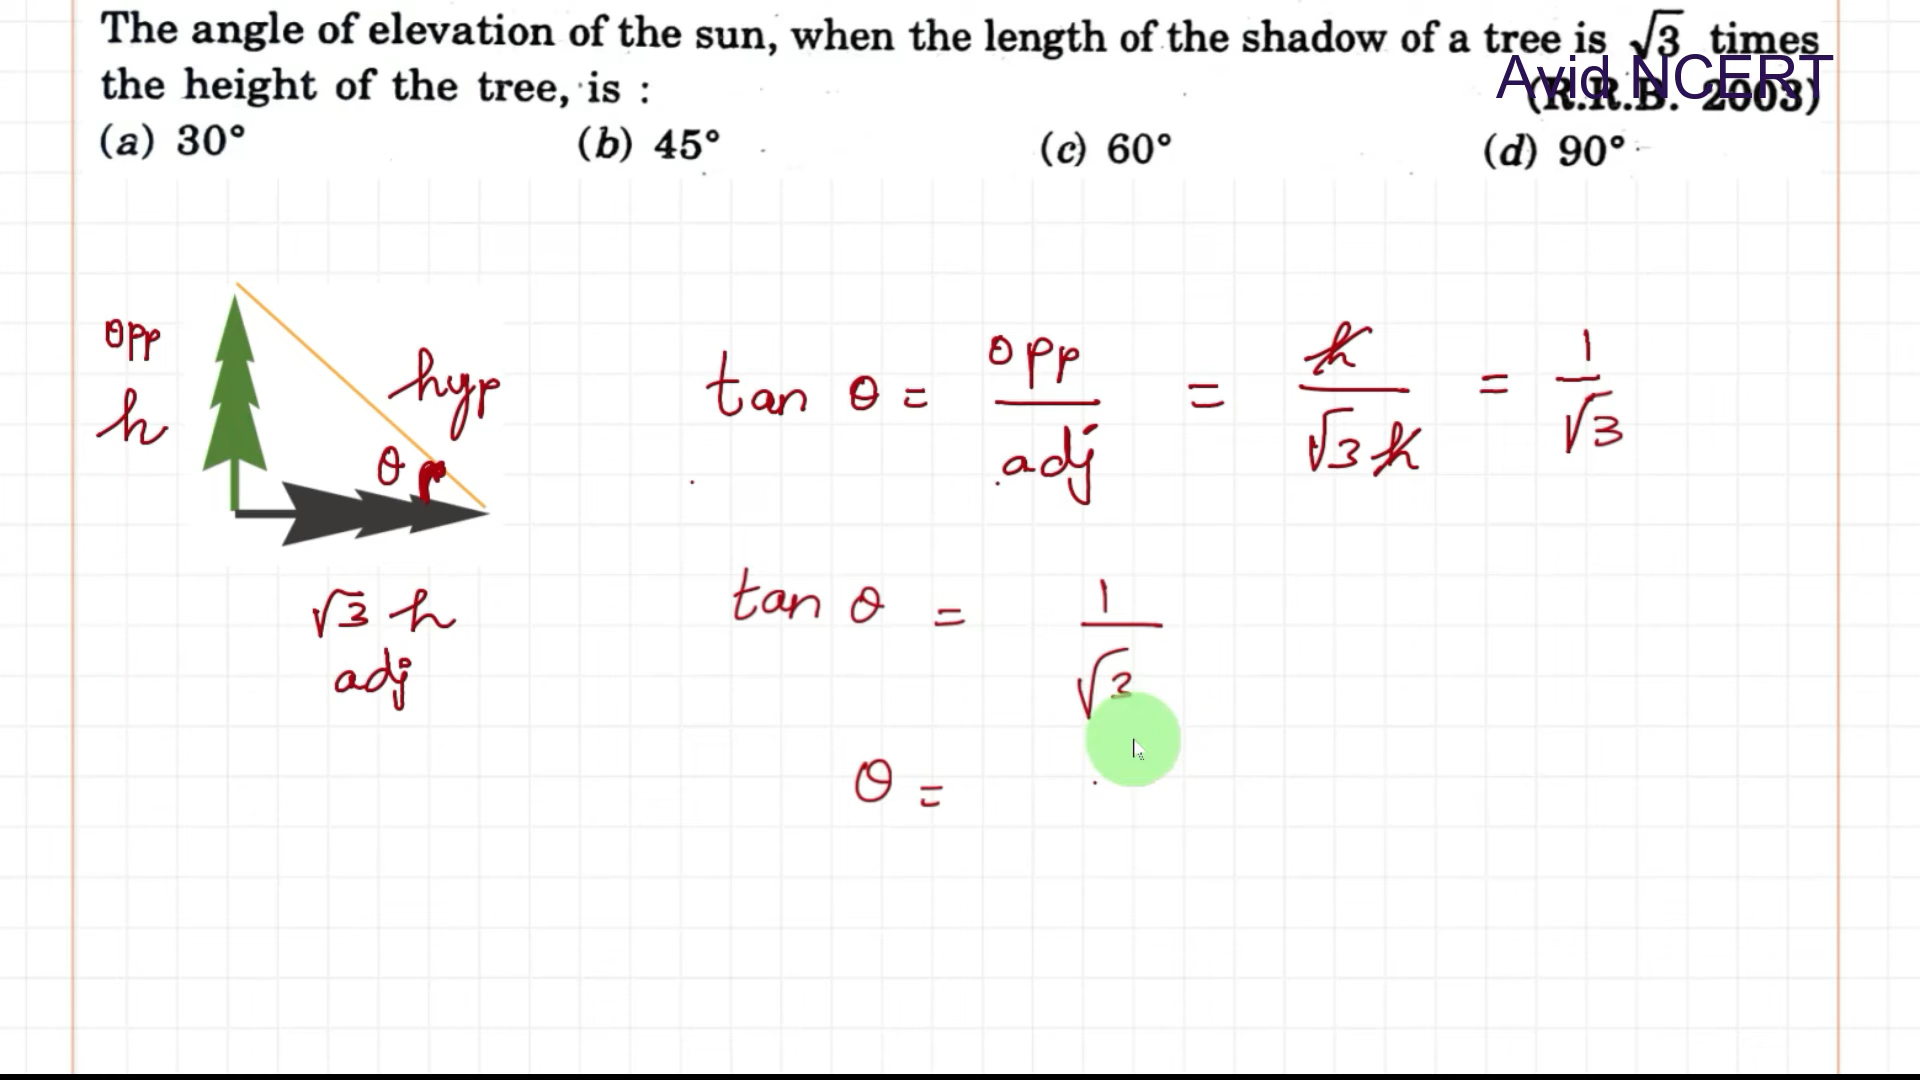 The angle of elevation of the sun, when the length of the shadow of a tree is √3 times
the height of the tree, is : (R.R.B. 2003)
Avid NCERT
(a) 30° (b) 45° (c) 60° (d) 90°
opp
h
hyp
θ
√3 h
adj
tan θ = opp/adj = h/√3h = 1/√3
tan θ = 1/√3
θ =